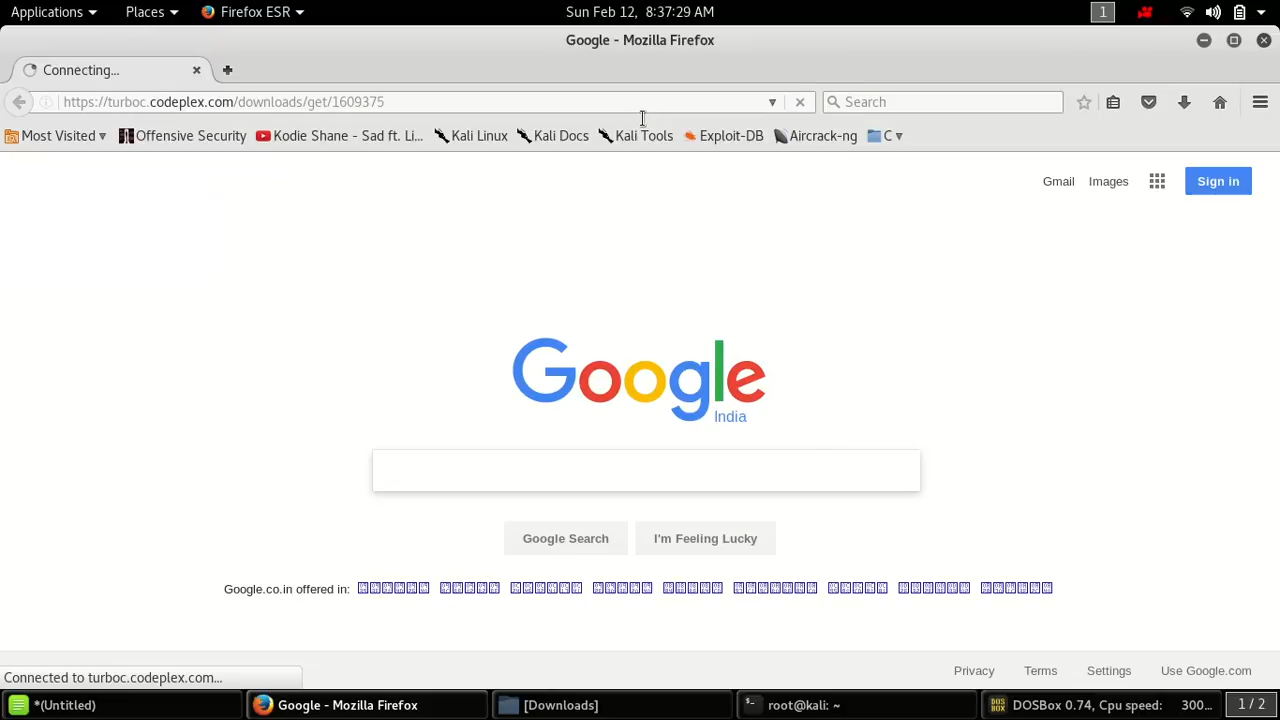 Applications Places Firefox ESR Sun Feb 12, 8:37:29 AM 1
Google - Mozilla Firefox
Connecting...
https://turboc.codeplex.com/downloads/get/1609375 Search
Most Visited Offensive Security Kodie Shane - Sad ft. Li... Kali Linux Kali Docs Kali Tools Exploit-DB Aircrack-ng C
Gmail Images Sign in
Google
India
Google Search I'm Feeling Lucky
Google.co.in offered in:
Connected to turboc.codeplex.com...
Privacy Terms Settings Use Google.com
*(Untitled) Google - Mozilla Firefox [Downloads] root@kali: ~ DOSBox 0.74, Cpu speed: 300... 1 / 2